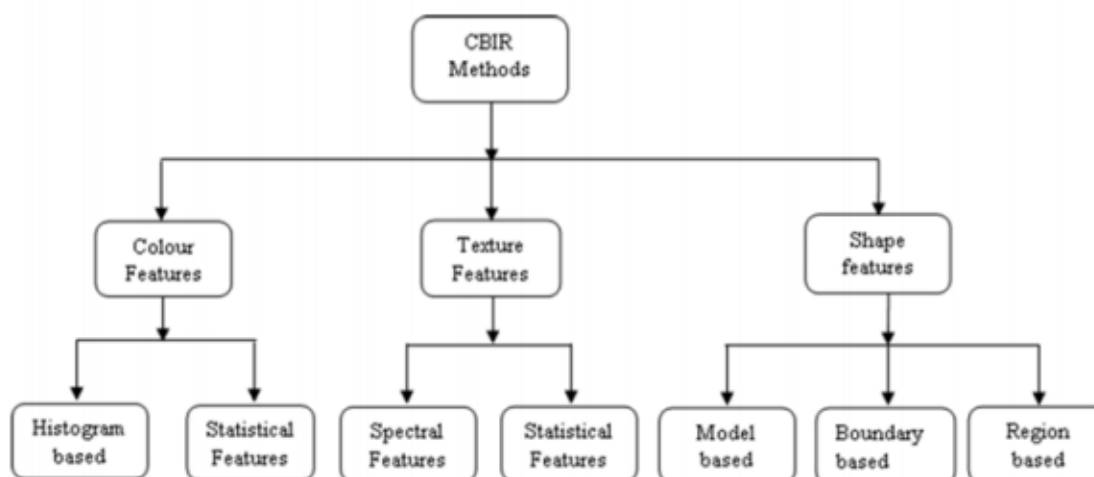 CBIR
Methods
Colour
Features
Texture
Features
Shape
features
Histogram
based
Statistical
Features
Spectral
Features
Statistical
Features
Model
based
Boundary
based
Region
based